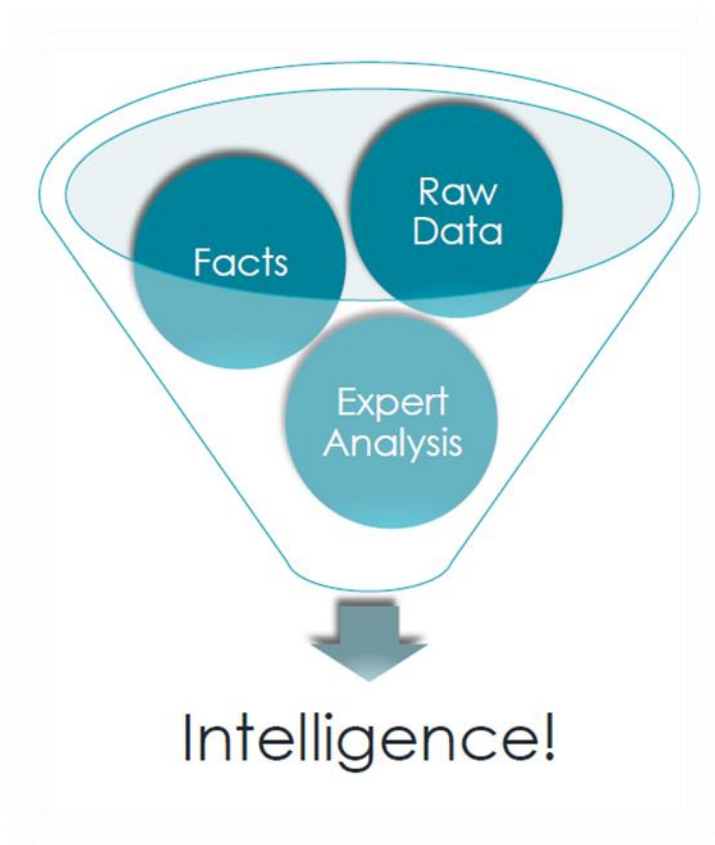 Raw
Data
Facts
Expert
Analysis
Intelligence!